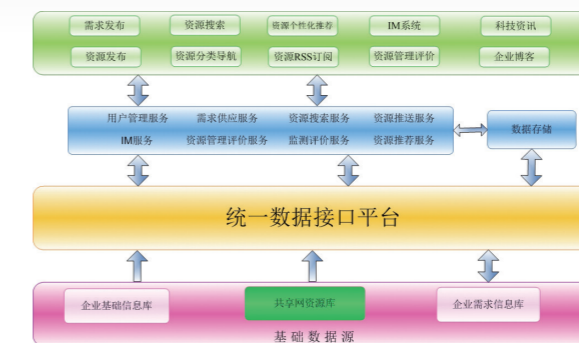 需求发布 资源搜索 资源个性化推荐 IM系统 科技资讯
资源发布 资源分类导航 资源RSS订阅 资源管理评价 企业博客
用户管理服务 需求供应服务 资源搜索服务 资源推送服务
IM服务 资源管理评价服务 监测评价服务 资源推荐服务
数据存储
统一数据接口平台
企业基础信息库 共享网资源库 企业需求信息库
基础数据源